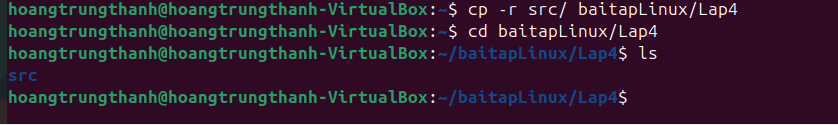 hoangtrungthanh@hoangtrungthanh-VirtualBox:~$ cp -r src/ baitapLinux/Lap4
hoangtrungthanh@hoangtrungthanh-VirtualBox:~$ cd baitapLinux/Lap4
hoangtrungthanh@hoangtrungthanh-VirtualBox:~/baitapLinux/Lap4$ ls
src
hoangtrungthanh@hoangtrungthanh-VirtualBox:~/baitapLinux/Lap4$